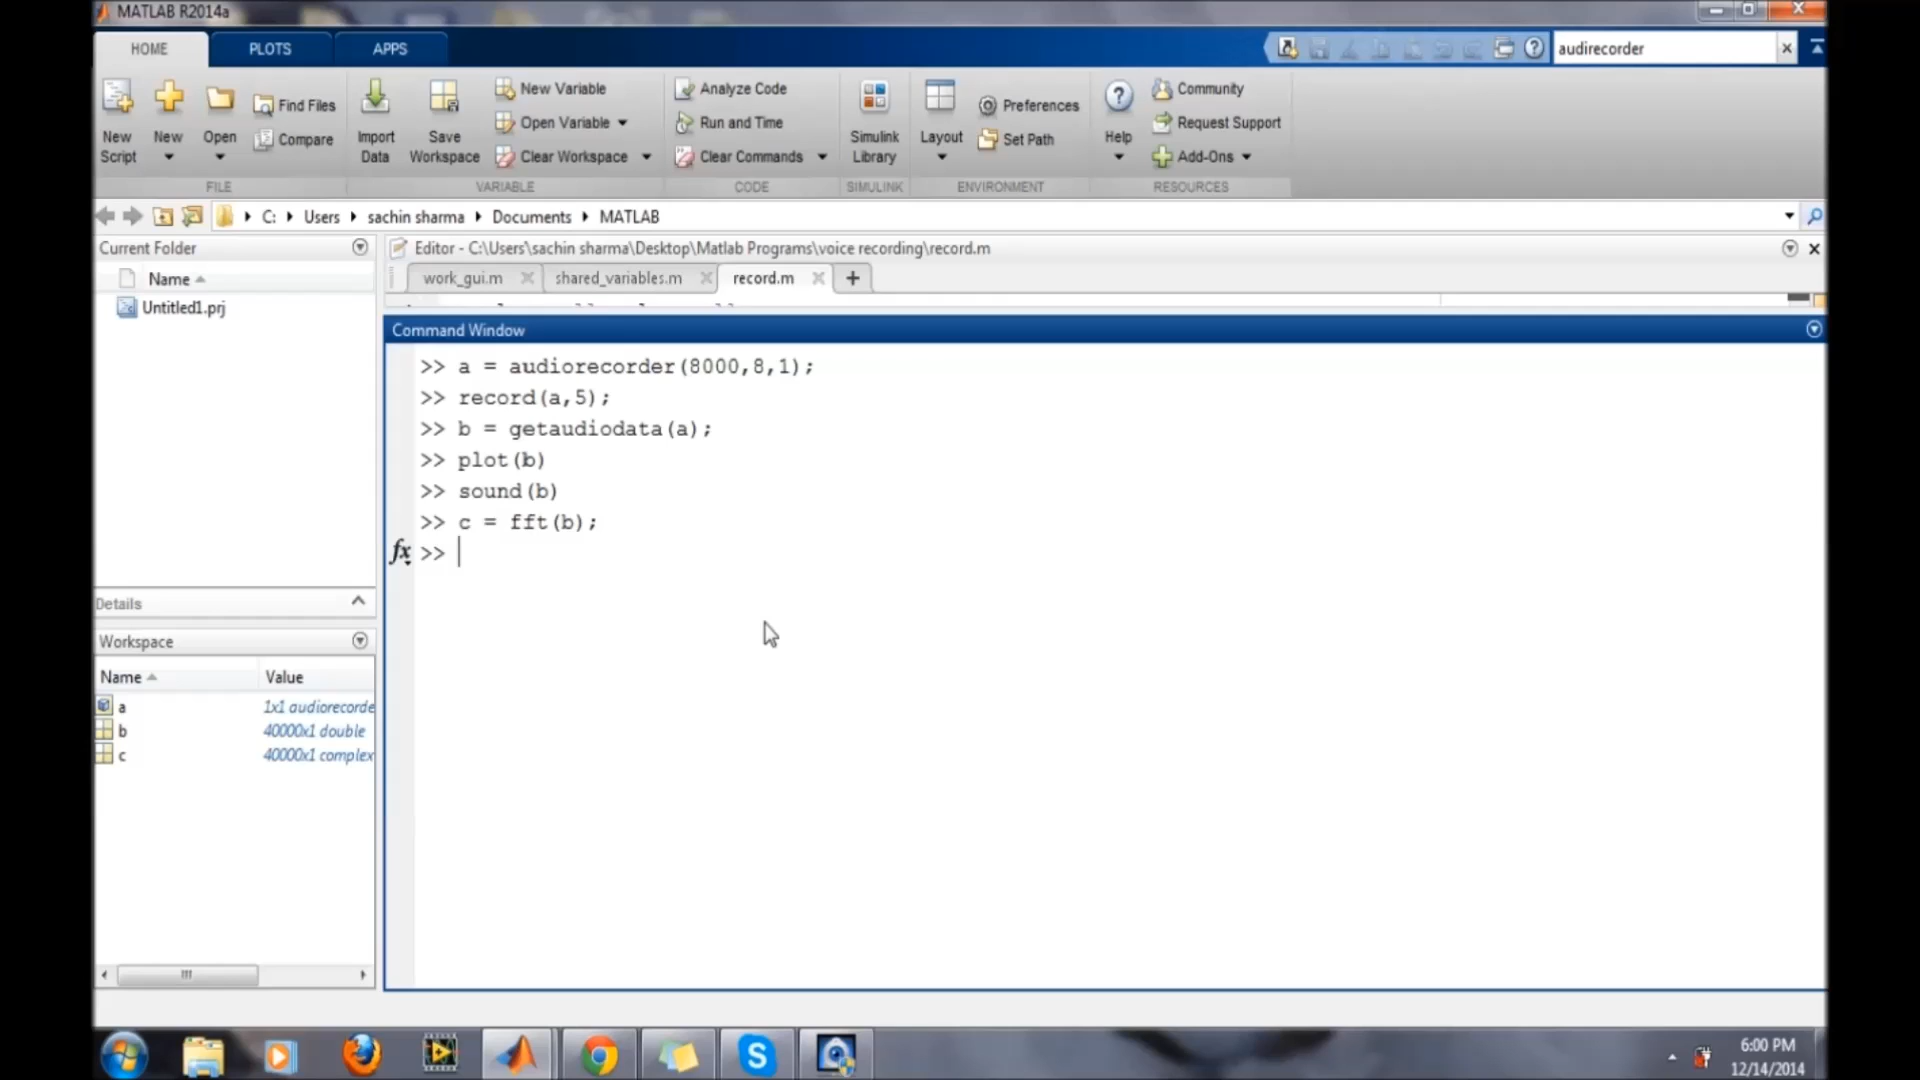 MATLAB R2014a
HOME PLOTS APPS
audirecorder
New Script
New
Open
Find Files
Compare
FILE
Import Data
Save Workspace
New Variable
Open Variable
Clear Workspace
VARIABLE
Analyze Code
Run and Time
Clear Commands
CODE
Simulink Library
SIMULINK
Layout
Preferences
Set Path
ENVIRONMENT
Help
Community
Request Support
Add-Ons
RESOURCES
C: Users sachin sharma Documents MATLAB
Current Folder
Name
Untitled1.prj
Details
Workspace
Name Value
a 1x1 audiorecorde
b 40000x1 double
c 40000x1 complex
Editor - C:\Users\sachin sharma\Desktop\Matlab Programs\voice recording\record.m
work_gui.m shared_variables.m record.m
Command Window
>> a = audiorecorder(8000,8,1);
>> record(a,5);
>> b = getaudiodata(a);
>> plot(b)
>> sound(b)
>> c = fft(b);
fx >>
6:00 PM
12/14/2014